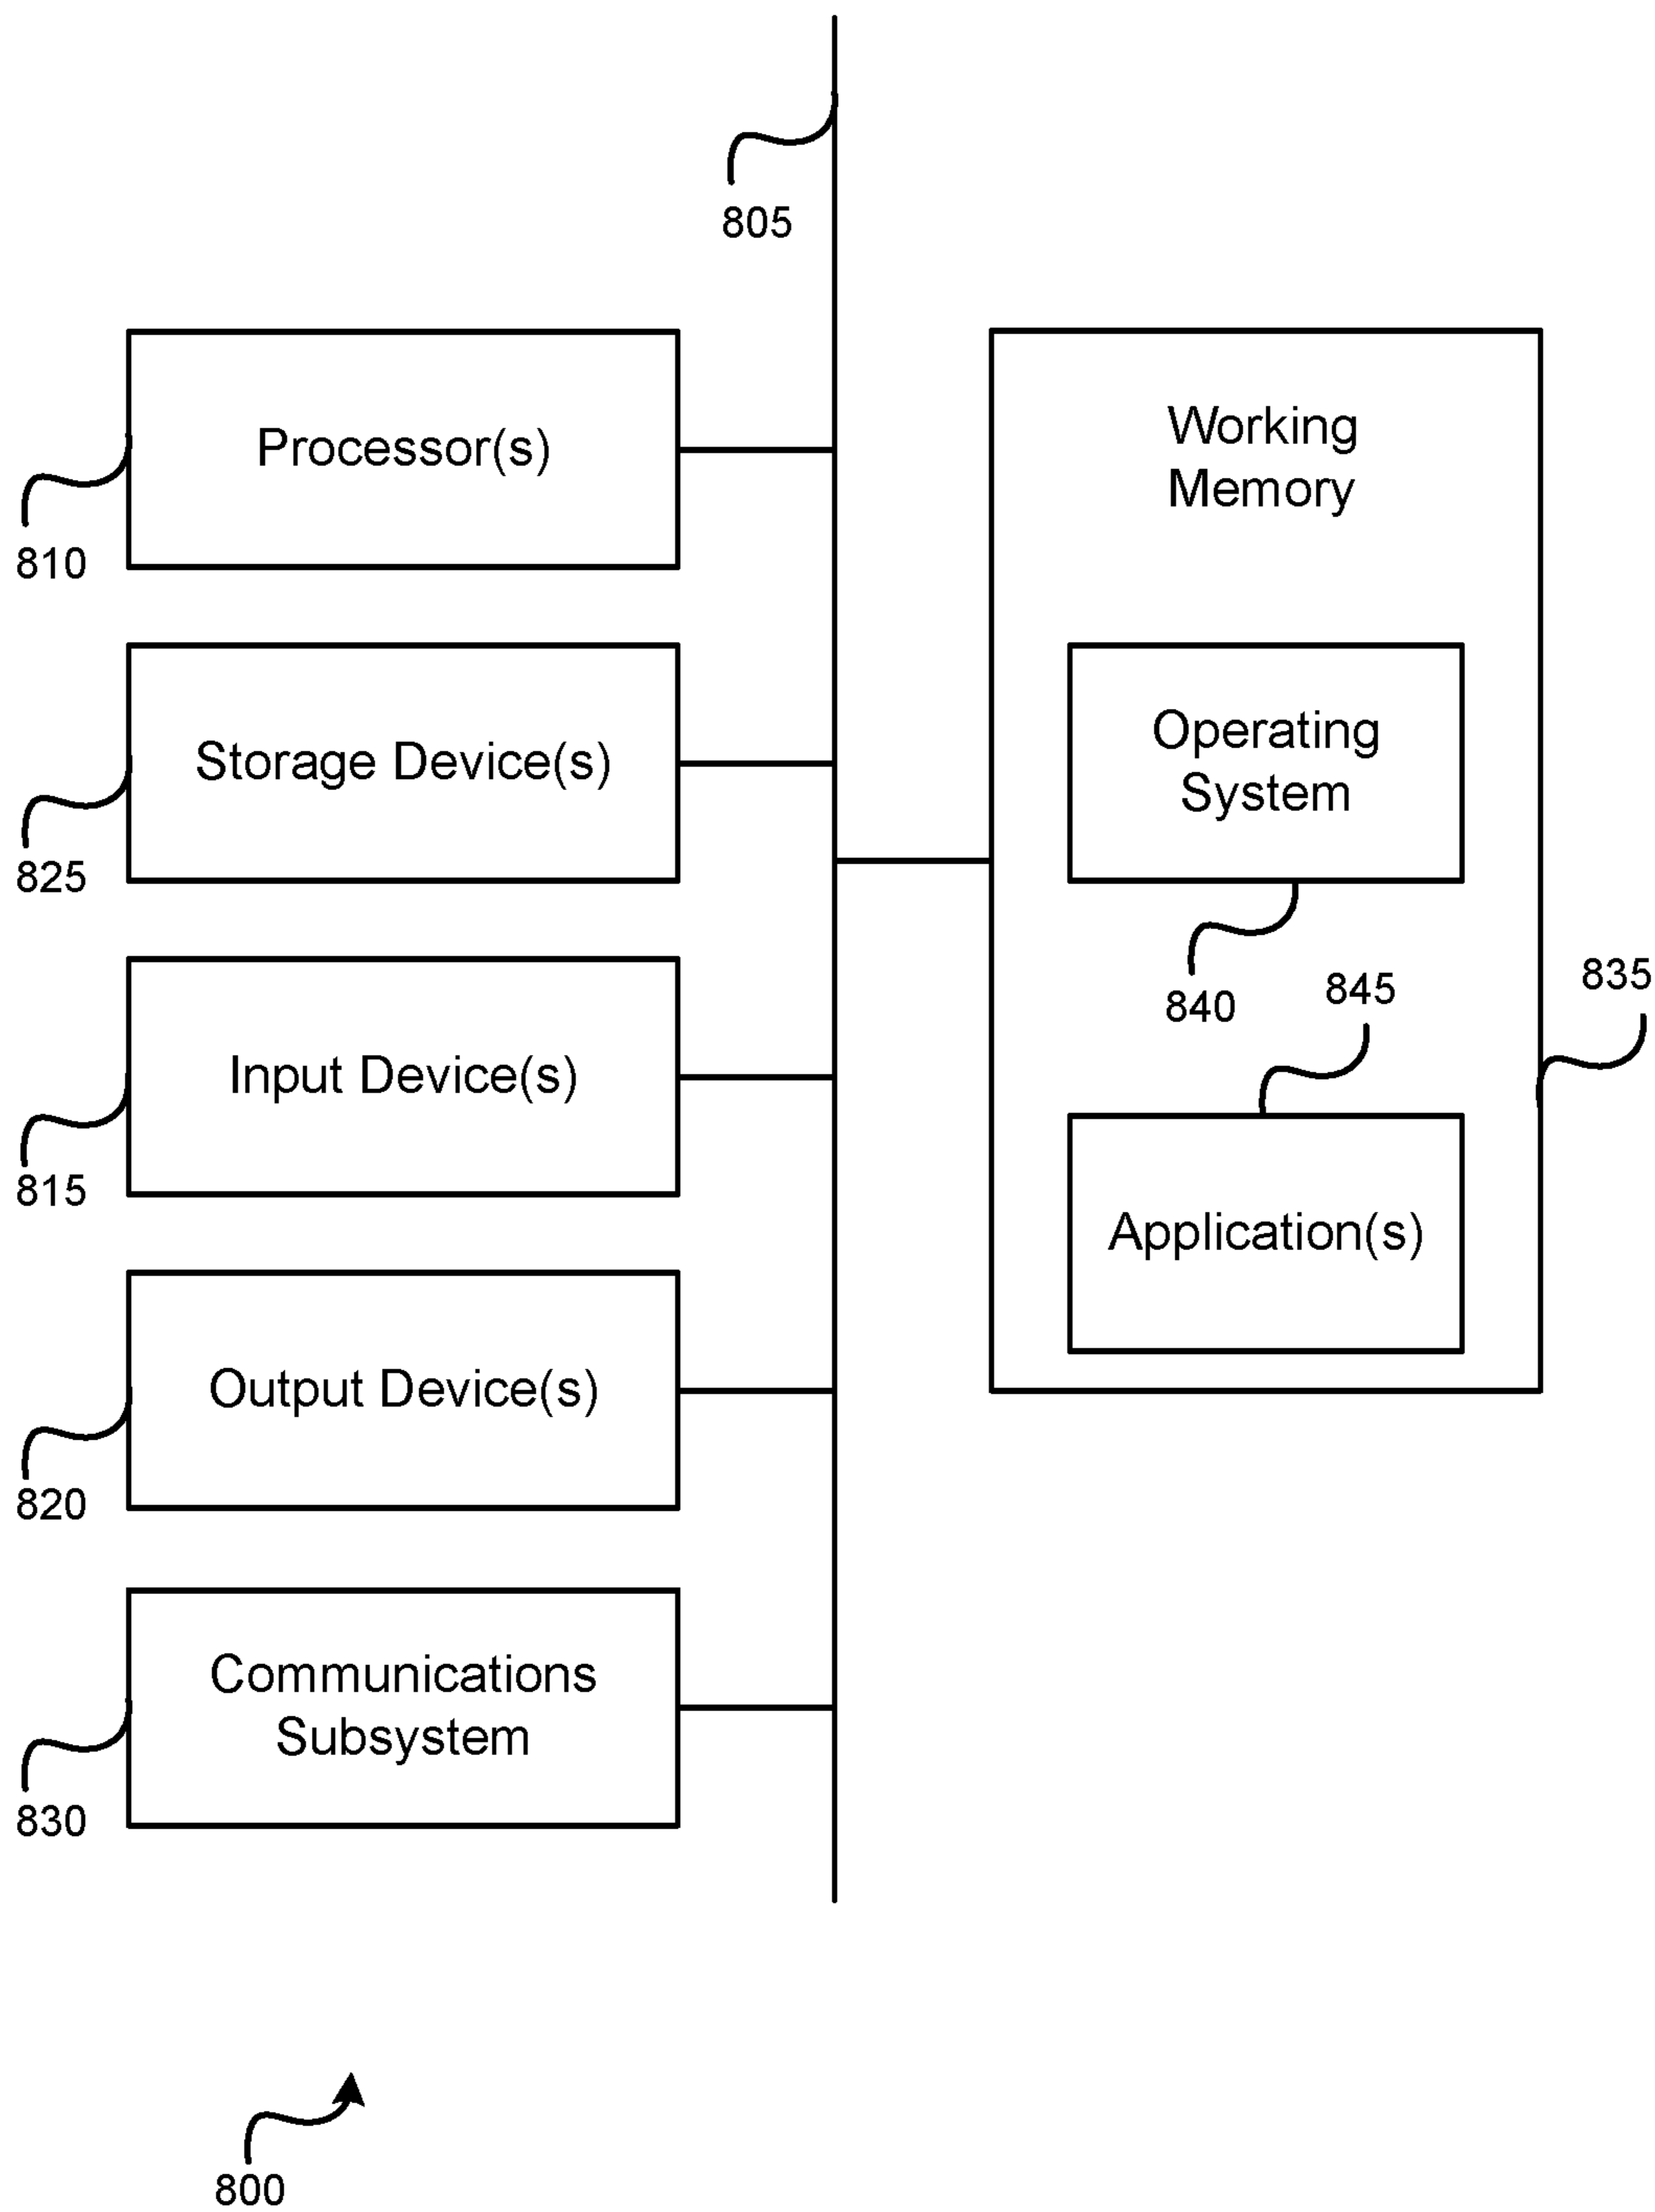 805
Processor(s)
810
Storage Device(s)
825
Input Device(s)
815
Output Device(s)
820
Communications
Subsystem
830
Working
Memory
Operating
System
840
845
835
Application(s)
800